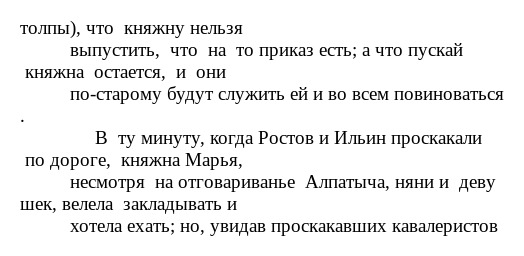 толпы), что княжну нельзя
выпустить, что на то приказ есть; а что пускай
княжна остается, и они
по-старому будут служить ей и во всем повиноваться
.
В ту минуту, когда Ростов и Ильин проскакали
по дороге, княжна Марья,
несмотря на отговариванье Алпатыча, няни и деву
шек, велела закладывать и
хотела ехать; но, увидав проскакавших кавалеристов